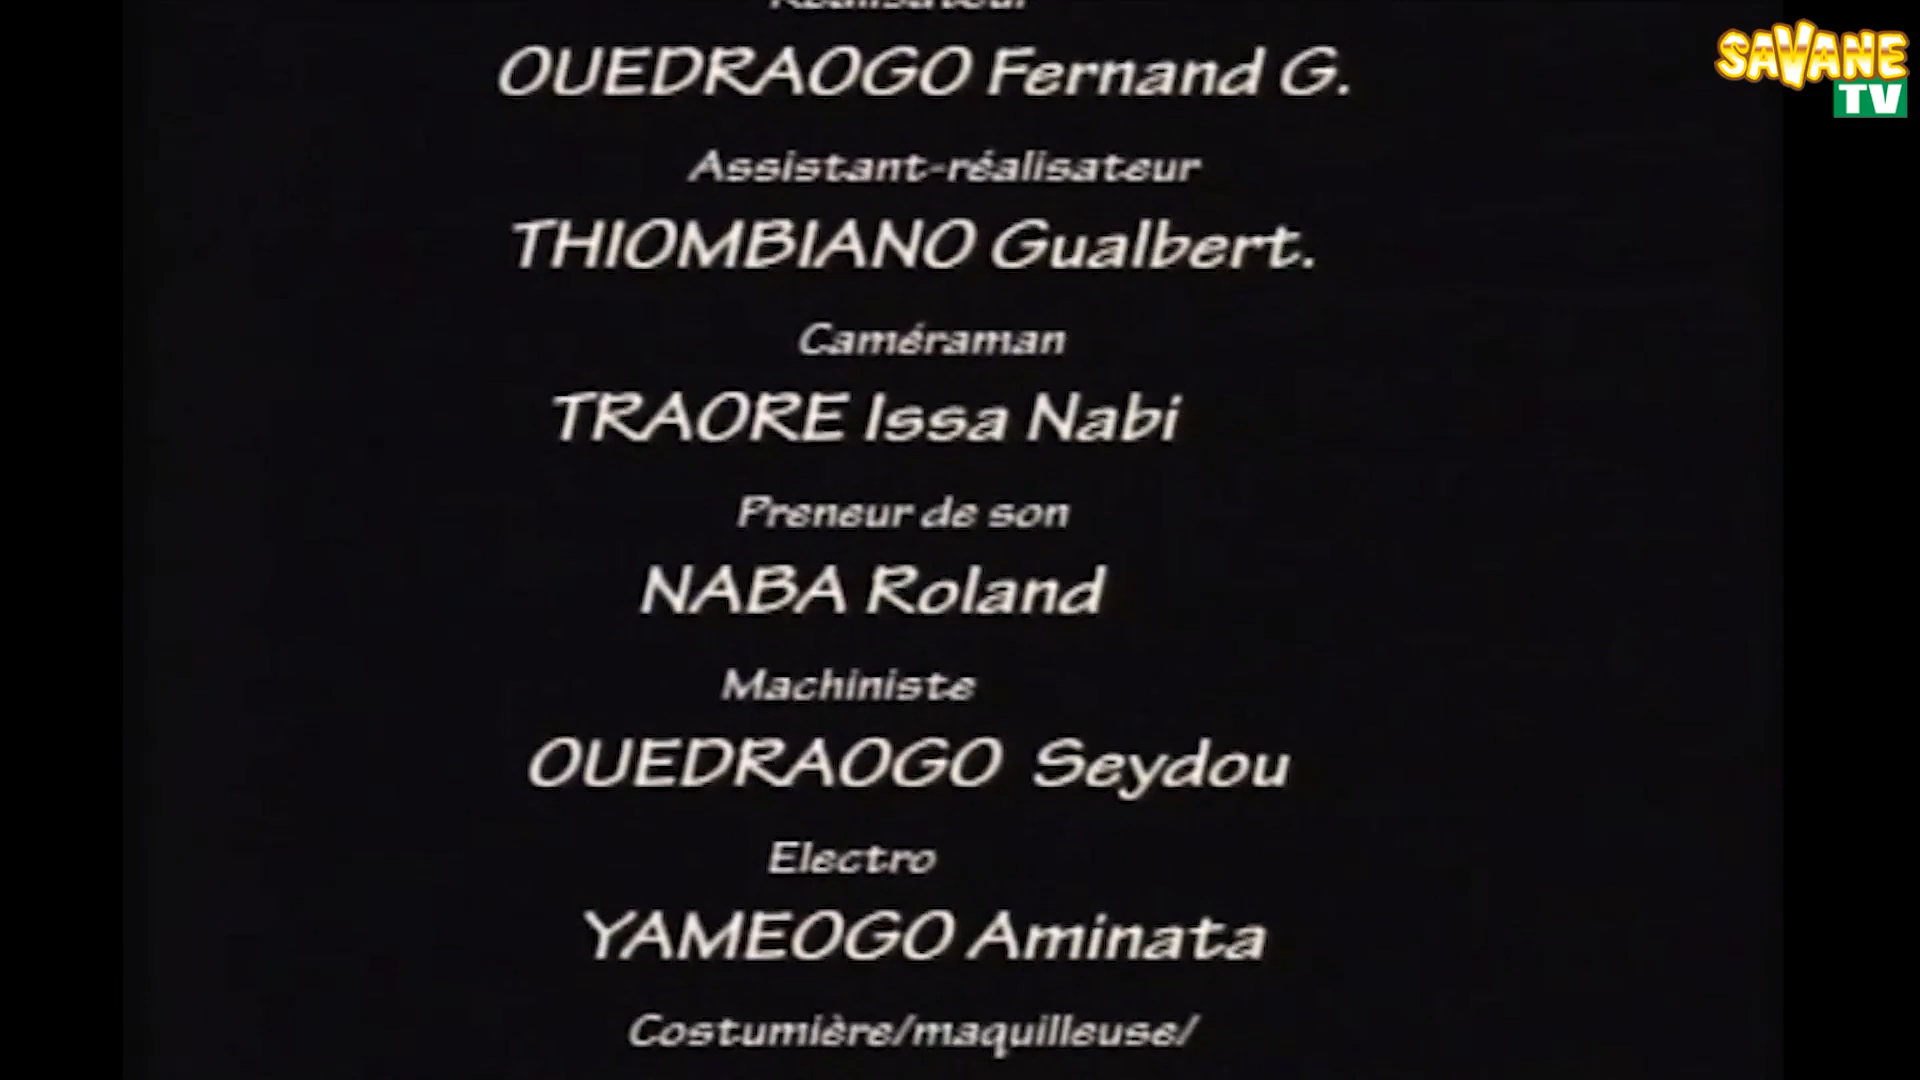 Réalisateur
OUEDRAOGO Fernand G.
Assistant-réalisateur
THIOMBIANO Gualbert.
Caméraman
TRAORE Issa Nabi
Preneur de son
NABA Roland
Machiniste
OUEDRAOGO Seydou
Electro
YAMEOGO Aminata
Costumière/maquilleuse/
SAVANE
TV